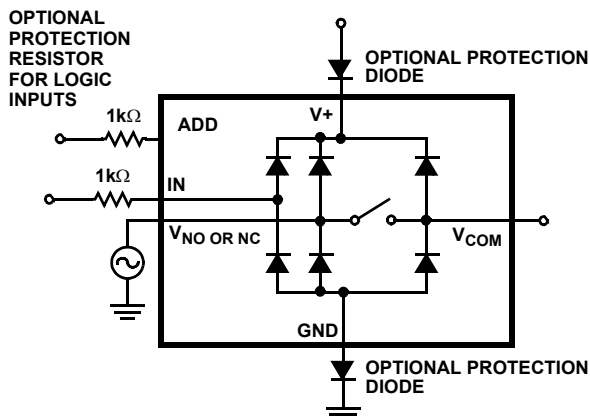 OPTIONAL
PROTECTION
RESISTOR
FOR LOGIC
INPUTS
OPTIONAL PROTECTION
DIODE
1kΩ
ADD
V+
1kΩ
IN
VNO OR NC
VCOM
GND
OPTIONAL PROTECTION
DIODE